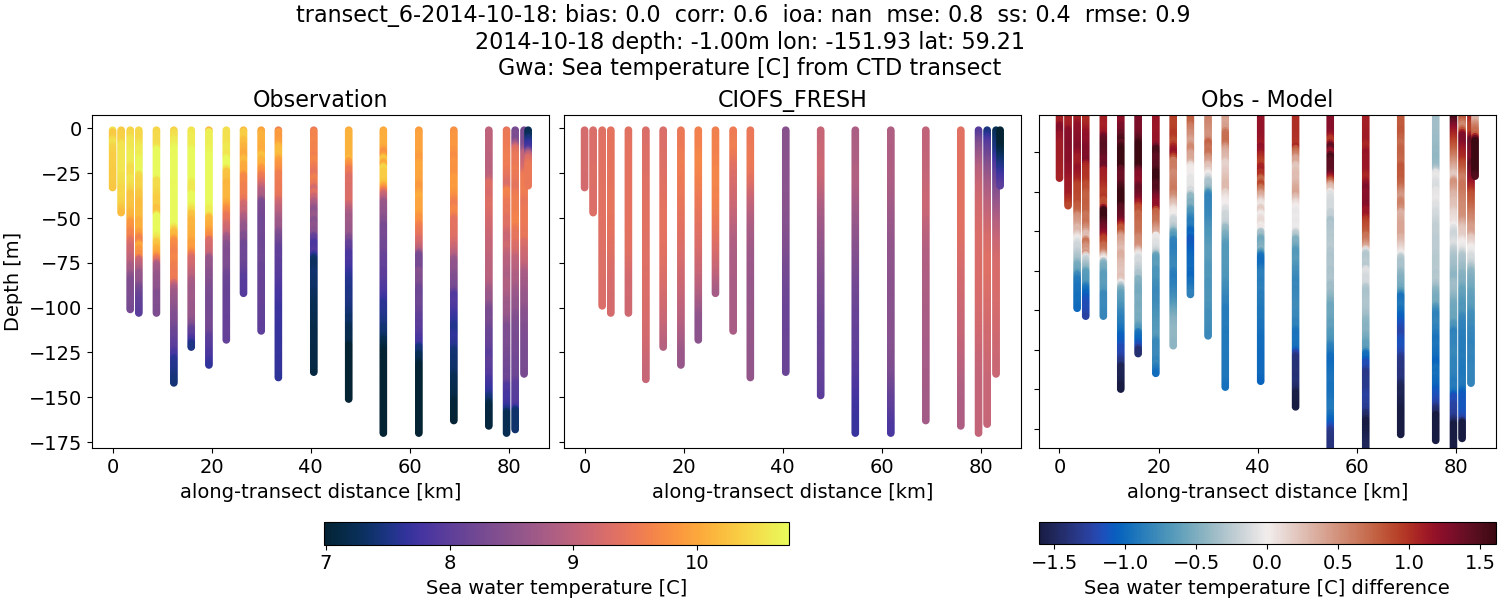 transect_6-2014-10-18: bias: 0.0  corr: 0.6  ioa: nan  mse: 0.8  ss: 0.4  rmse: 0.9
2014-10-18 depth: -1.00m lon: -151.93 lat: 59.21
Gwa: Sea temperature [C] from CTD transect
Observation
CIOFS_FRESH
Obs - Model
Depth [m]
0
−25
−50
−75
−100
−125
−150
−175
0 20 40 60 80
0 20 40 60 80
0 20 40 60 80
along-transect distance [km]
along-transect distance [km]
along-transect distance [km]
7 8 9 10
Sea water temperature [C]
−1.5 −1.0 −0.5 0.0 0.5 1.0 1.5
Sea water temperature [C] difference